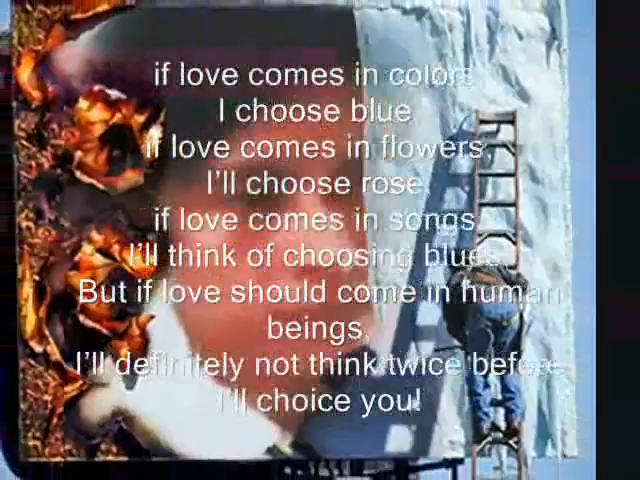 if love comes in colors,
I choose blue,
if love comes in flowers,
I'll choose rose,
if love comes in songs,
I'll think of choosing blues.
But if love should come in human
beings,
I'll definitely not think twice before
i'll choice you!